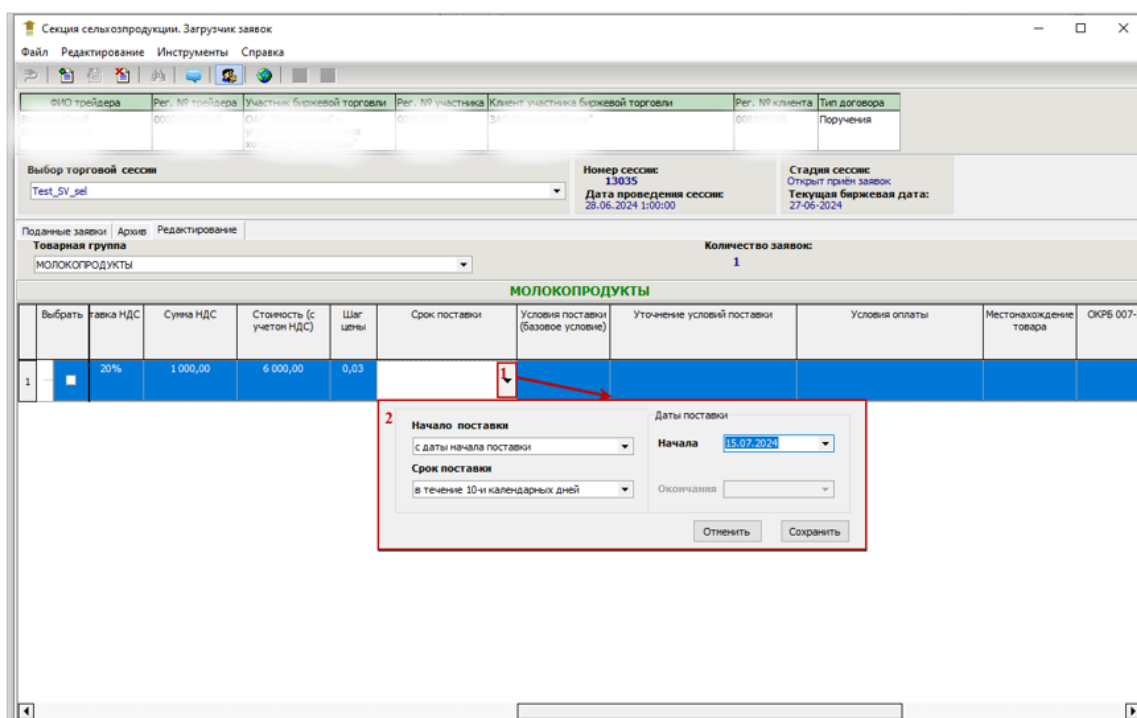 Секция сельхозпродукции. Загрузчик заявок
Файл Редактирование Инструменты Справка
ФИО трейдера Рег. № трейдера Участник биржевой торговли Рег. № участника Клиент участника биржевой торговли Рег. № клиента Тип договора
Поручения
Выбор торговой сессии
Test_SV_sel
Номер сессии:
13035
Дата проведения сессии:
28.06.2024 1:00:00
Стадия сессии:
Открыт приём заявок
Текущая биржевая дата:
27-06-2024
Поданные заявки Архив Редактирование
Товарная группа
МОЛОКОПРОДУКТЫ
Количество заявок:
1
МОЛОКОПРОДУКТЫ
Выбрать тавка НДС Сумма НДС Стоимость (с Шаг Срок поставки Условия поставки Уточнение условий поставки Условия оплаты Местонахождение ОКРБ 007-
учетом НДС) цены (базовое условие) товара
1 20% 1 000,00 6 000,00 0,03 1
2
Начало поставки
с даты начала поставки
Срок поставки
в течение 10-и календарных дней
Даты поставки
Начала 15.07.2024
Окончания
Отменить Сохранить